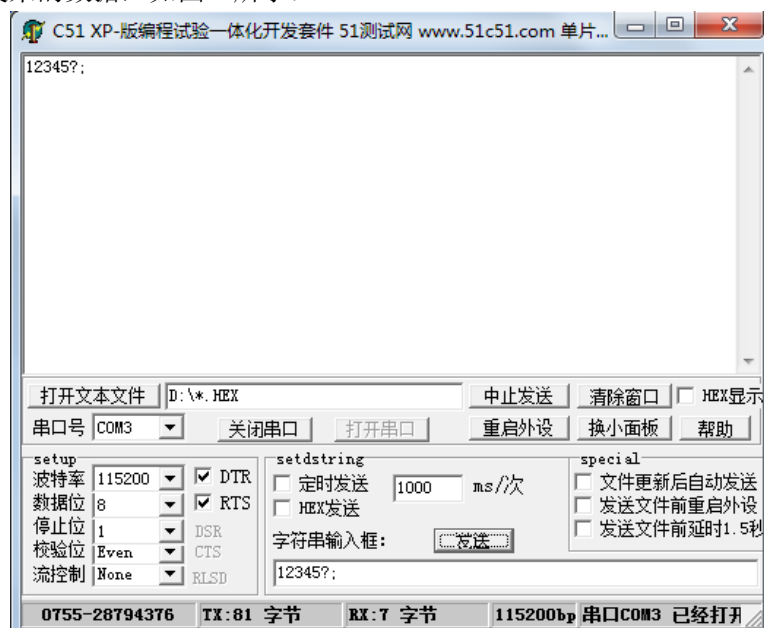 C51 XP-版编程试验一体化开发套件 51测试网 www.51c51.com 单片...
12345?;
打开文本文件 D:\*.HEX 中止发送 清除窗口 HEX显示
串口号 COM3 关闭串口 打开串口 重启外设 换小面板 帮助
setup setdstring special
波特率 115200 DTR 定时发送 1000 ms//次 文件更新后自动发送
数据位 8 RTS HEX发送 发送文件前重启外设
停止位 1 DSR 字符串输入框: 发送 发送文件前延时1.5秒
校验位 Even CTS
流控制 None RLSD 12345?;
0755-28794376 TX:81 字节 RX:7 字节 115200bp 串口COM3 已经打开